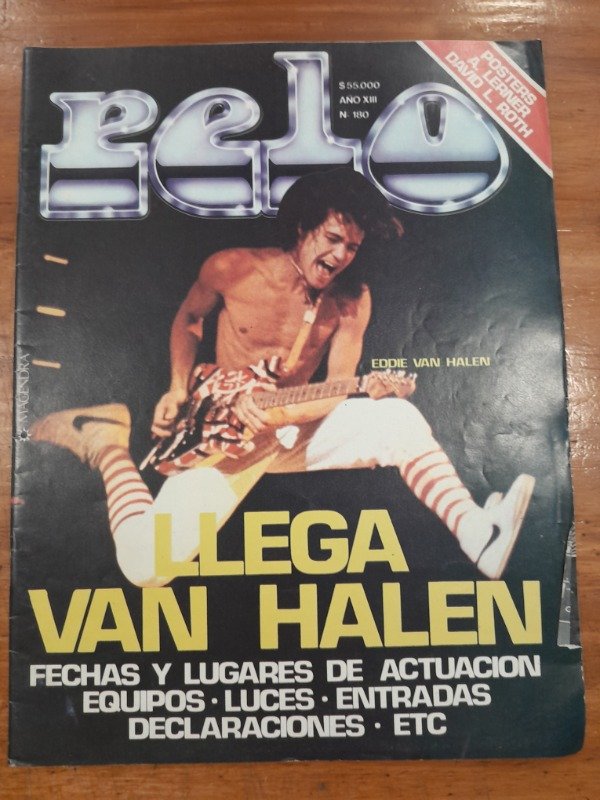 pelo
$ 55.000
AÑO XIII
N· 180
POSTERS
A. LERNER
DAVID L. ROTH
EDDIE VAN HALEN
LLEGA
VAN HALEN
FECHAS Y LUGARES DE ACTUACION
EQUIPOS · LUCES · ENTRADAS
DECLARACIONES · ETC